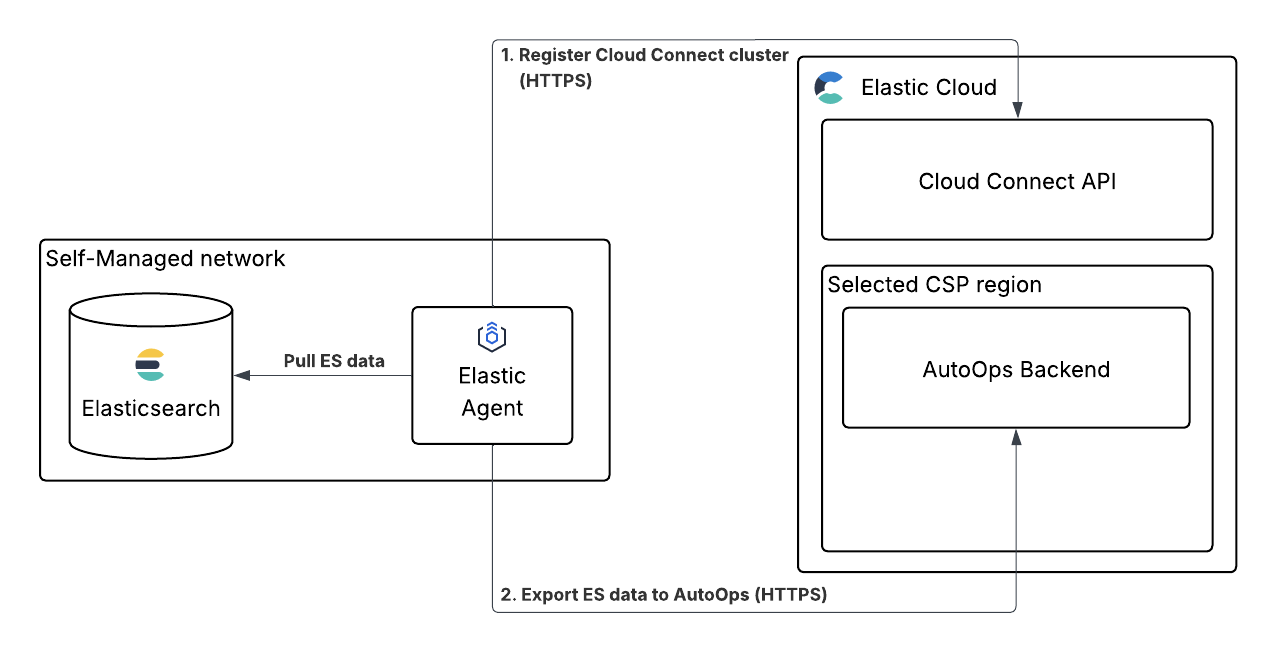 1. Register Cloud Connect cluster
(HTTPS)
Elastic Cloud
Cloud Connect API
Self-Managed network
Selected CSP region
Pull ES data
Elastic
Agent
Elasticsearch
AutoOps Backend
2. Export ES data to AutoOps (HTTPS)